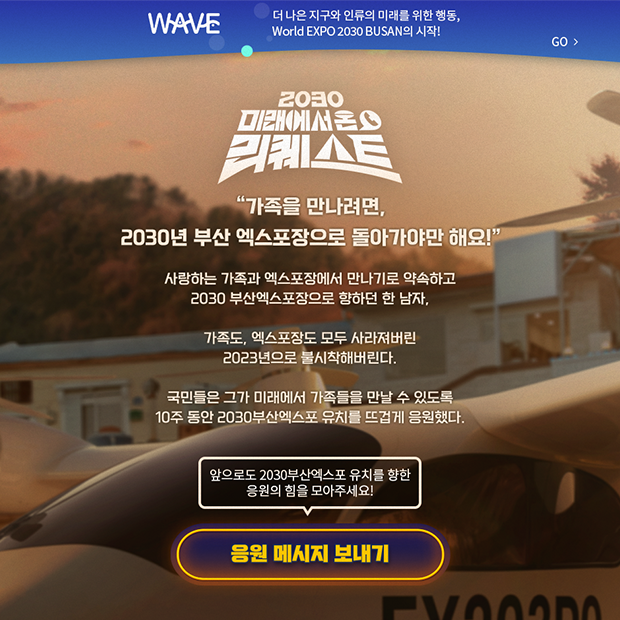 WAVE
더 나은 지구와 인류의 미래를 위한 행동,
World EXPO 2030 BUSAN의 시작!
GO >
2030
미래에서 온
리퀘스트
“가족을 만나려면,
2030년 부산 엑스포장으로 돌아가야만 해요!”
사랑하는 가족과 엑스포장에서 만나기로 약속하고
2030 부산엑스포장으로 향하던 한 남자,
가족도, 엑스포장도 모두 사라져버린
2023년으로 불시착해버린다.
국민들은 그가 미래에서 가족들을 만날 수 있도록
10주 동안 2030부산엑스포 유치를 뜨겁게 응원했다.
앞으로도 2030부산엑스포 유치를 향한
응원의 힘을 모아주세요!
응원 메시지 보내기